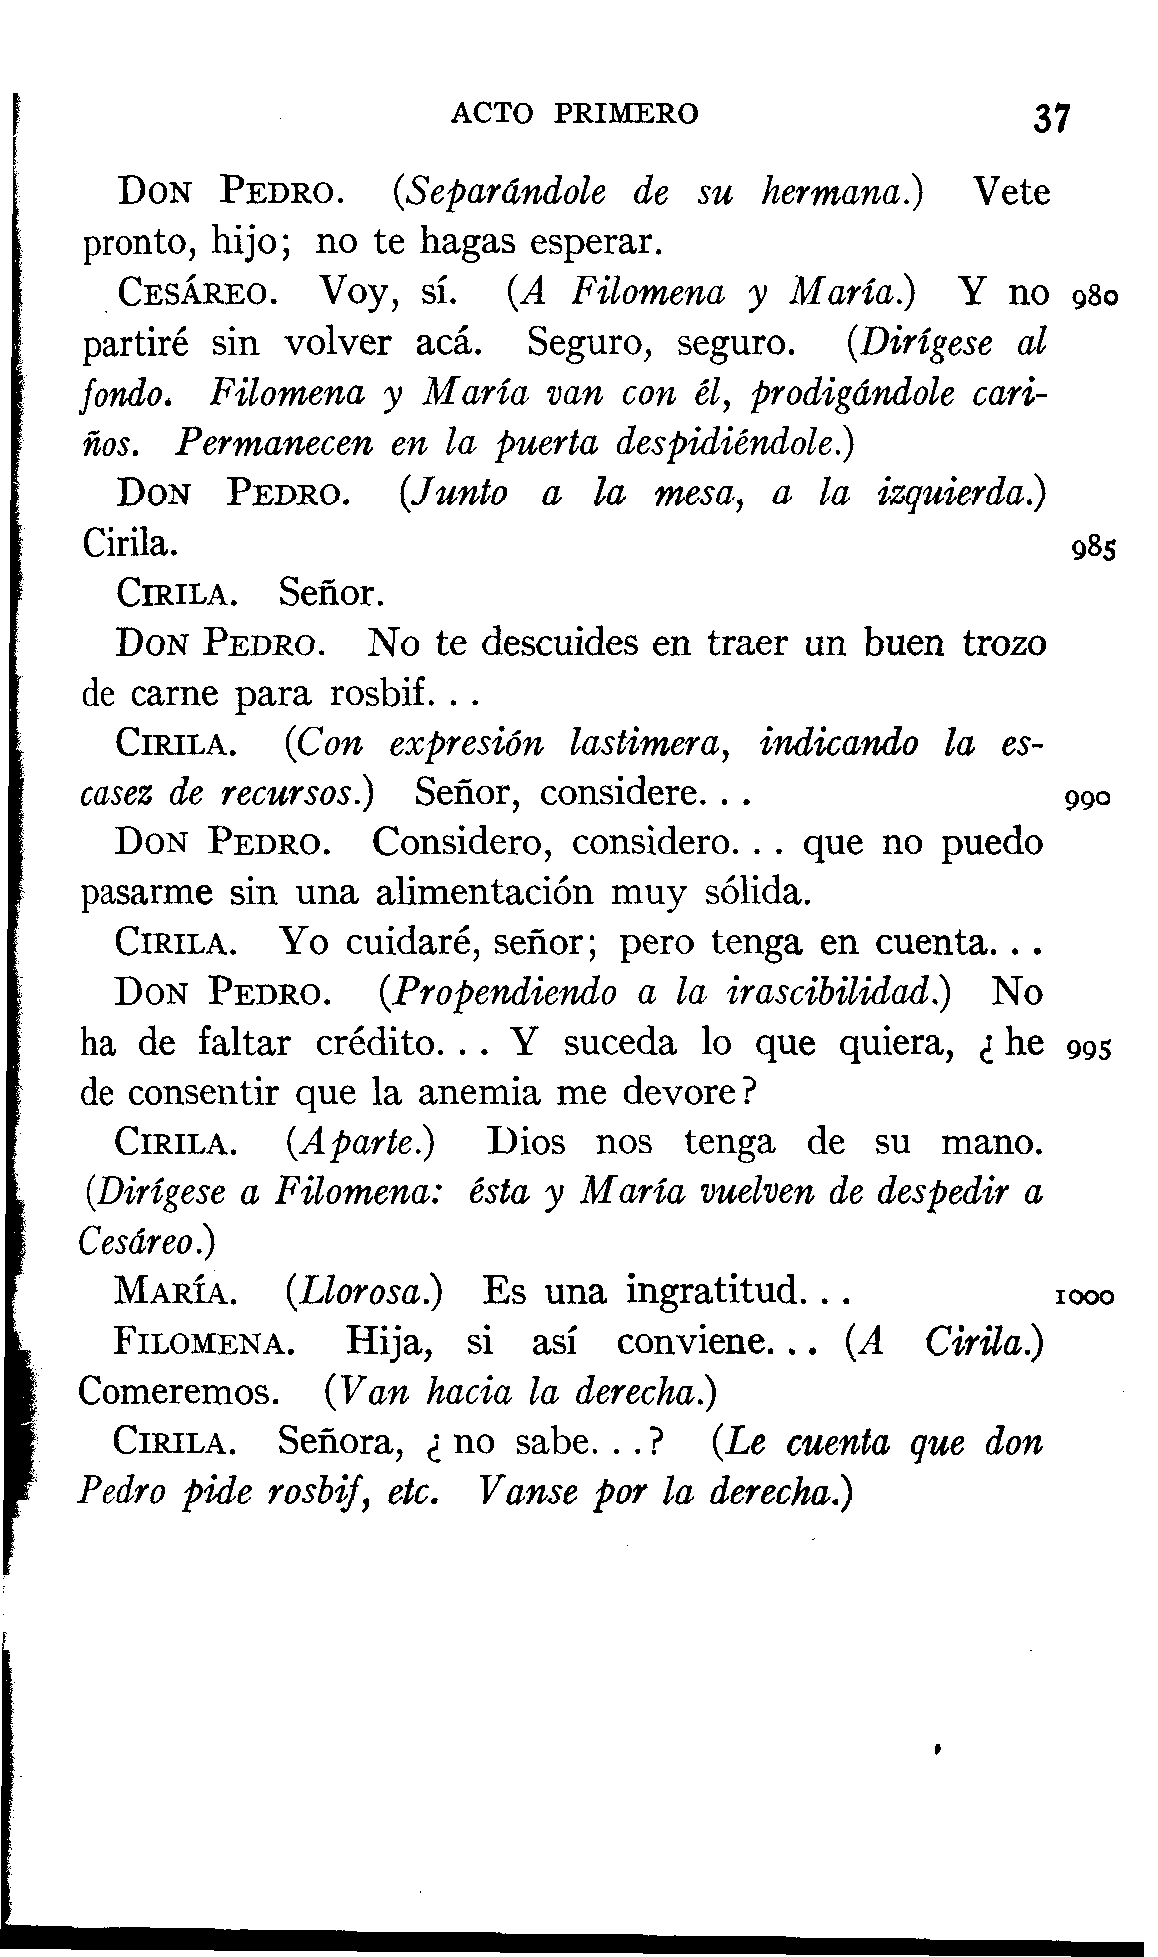 ACTO PRIMERO 37
DON PEDRO. (Separándole de su hermana.) Vete
pronto, hijo; no te hagas esperar.
CESÁREO. Voy, sí. (A Filomena y María.) Y no 980
partiré sin volver acá. Seguro, seguro. (Dirígese al
fondo. Filomena y María van con él, prodigándole cari-
ños. Permanecen en la puerta despidiéndole.)
DON PEDRO. (Junto a la mesa, a la izquierda.)
Cirila. 985
CIRILA. Señor.
DON PEDRO. No te descuides en traer un buen trozo
de carne para rosbif. . .
CIRILA. (Con expresión lastimera, indicando la es-
casez de recursos.) Señor, considere. . . 990
DON PEDRO. Considero, considero. . . que no puedo
pasarme sin una alimentación muy sólida.
CIRILA. Yo cuidaré, señor; pero tenga en cuenta. . .
DON PEDRO. (Propendiendo a la irascibilidad.) No
ha de faltar crédito. . . Y suceda lo que quiera, ¿ he 995
de consentir que la anemia me devore?
CIRILA. (Aparte.) Dios nos tenga de su mano.
(Dirígese a Filomena: ésta y María vuelven de despedir a
Cesáreo.)
MARÍA. (Llorosa.) Es una ingratitud. . . 1000
FILOMENA. Hija, si así conviene. . . (A Cirila.)
Comeremos. (Van hacia la derecha.)
CIRILA. Señora, ¿ no sabe. . .? (Le cuenta que don
Pedro pide rosbif, etc. Vanse por la derecha.)